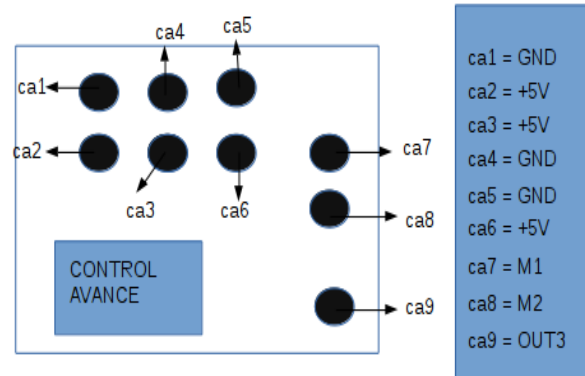 ca4
ca5
ca1
ca2
ca3
ca6
ca7
ca8
ca9
CONTROL
AVANCE
ca1 = GND
ca2 = +5V
ca3 = +5V
ca4 = GND
ca5 = GND
ca6 = +5V
ca7 = M1
ca8 = M2
ca9 = OUT3